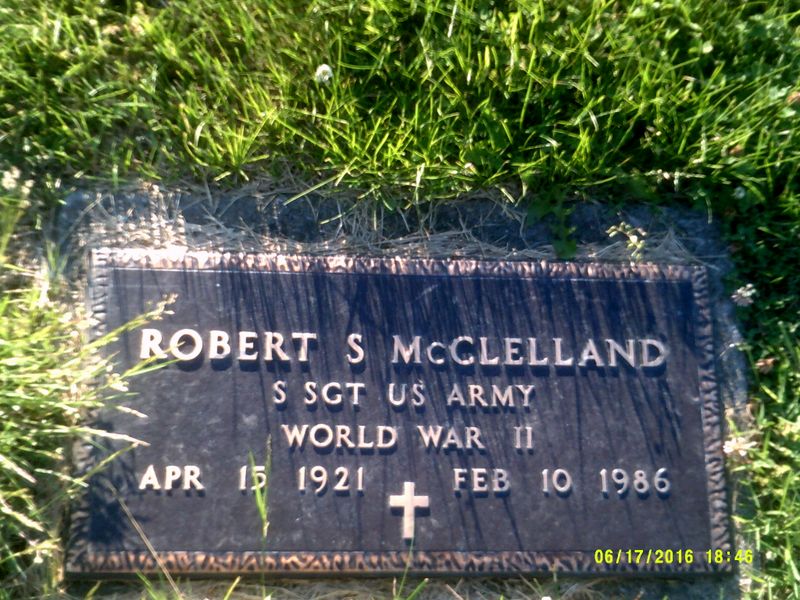 ROBERT S McCLELLAND
S SGT US ARMY
WORLD WAR II
APR 15 1921 FEB 10 1986
06/17/2016 18:46